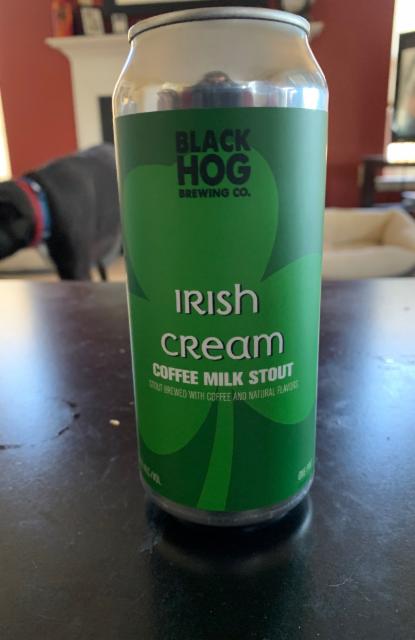 BLACK
HOG
BREWING CO.
IRISH
CREAM
COFFEE MILK STOUT
STOUT BREWED WITH COFFEE AND NATURAL FLAVORS